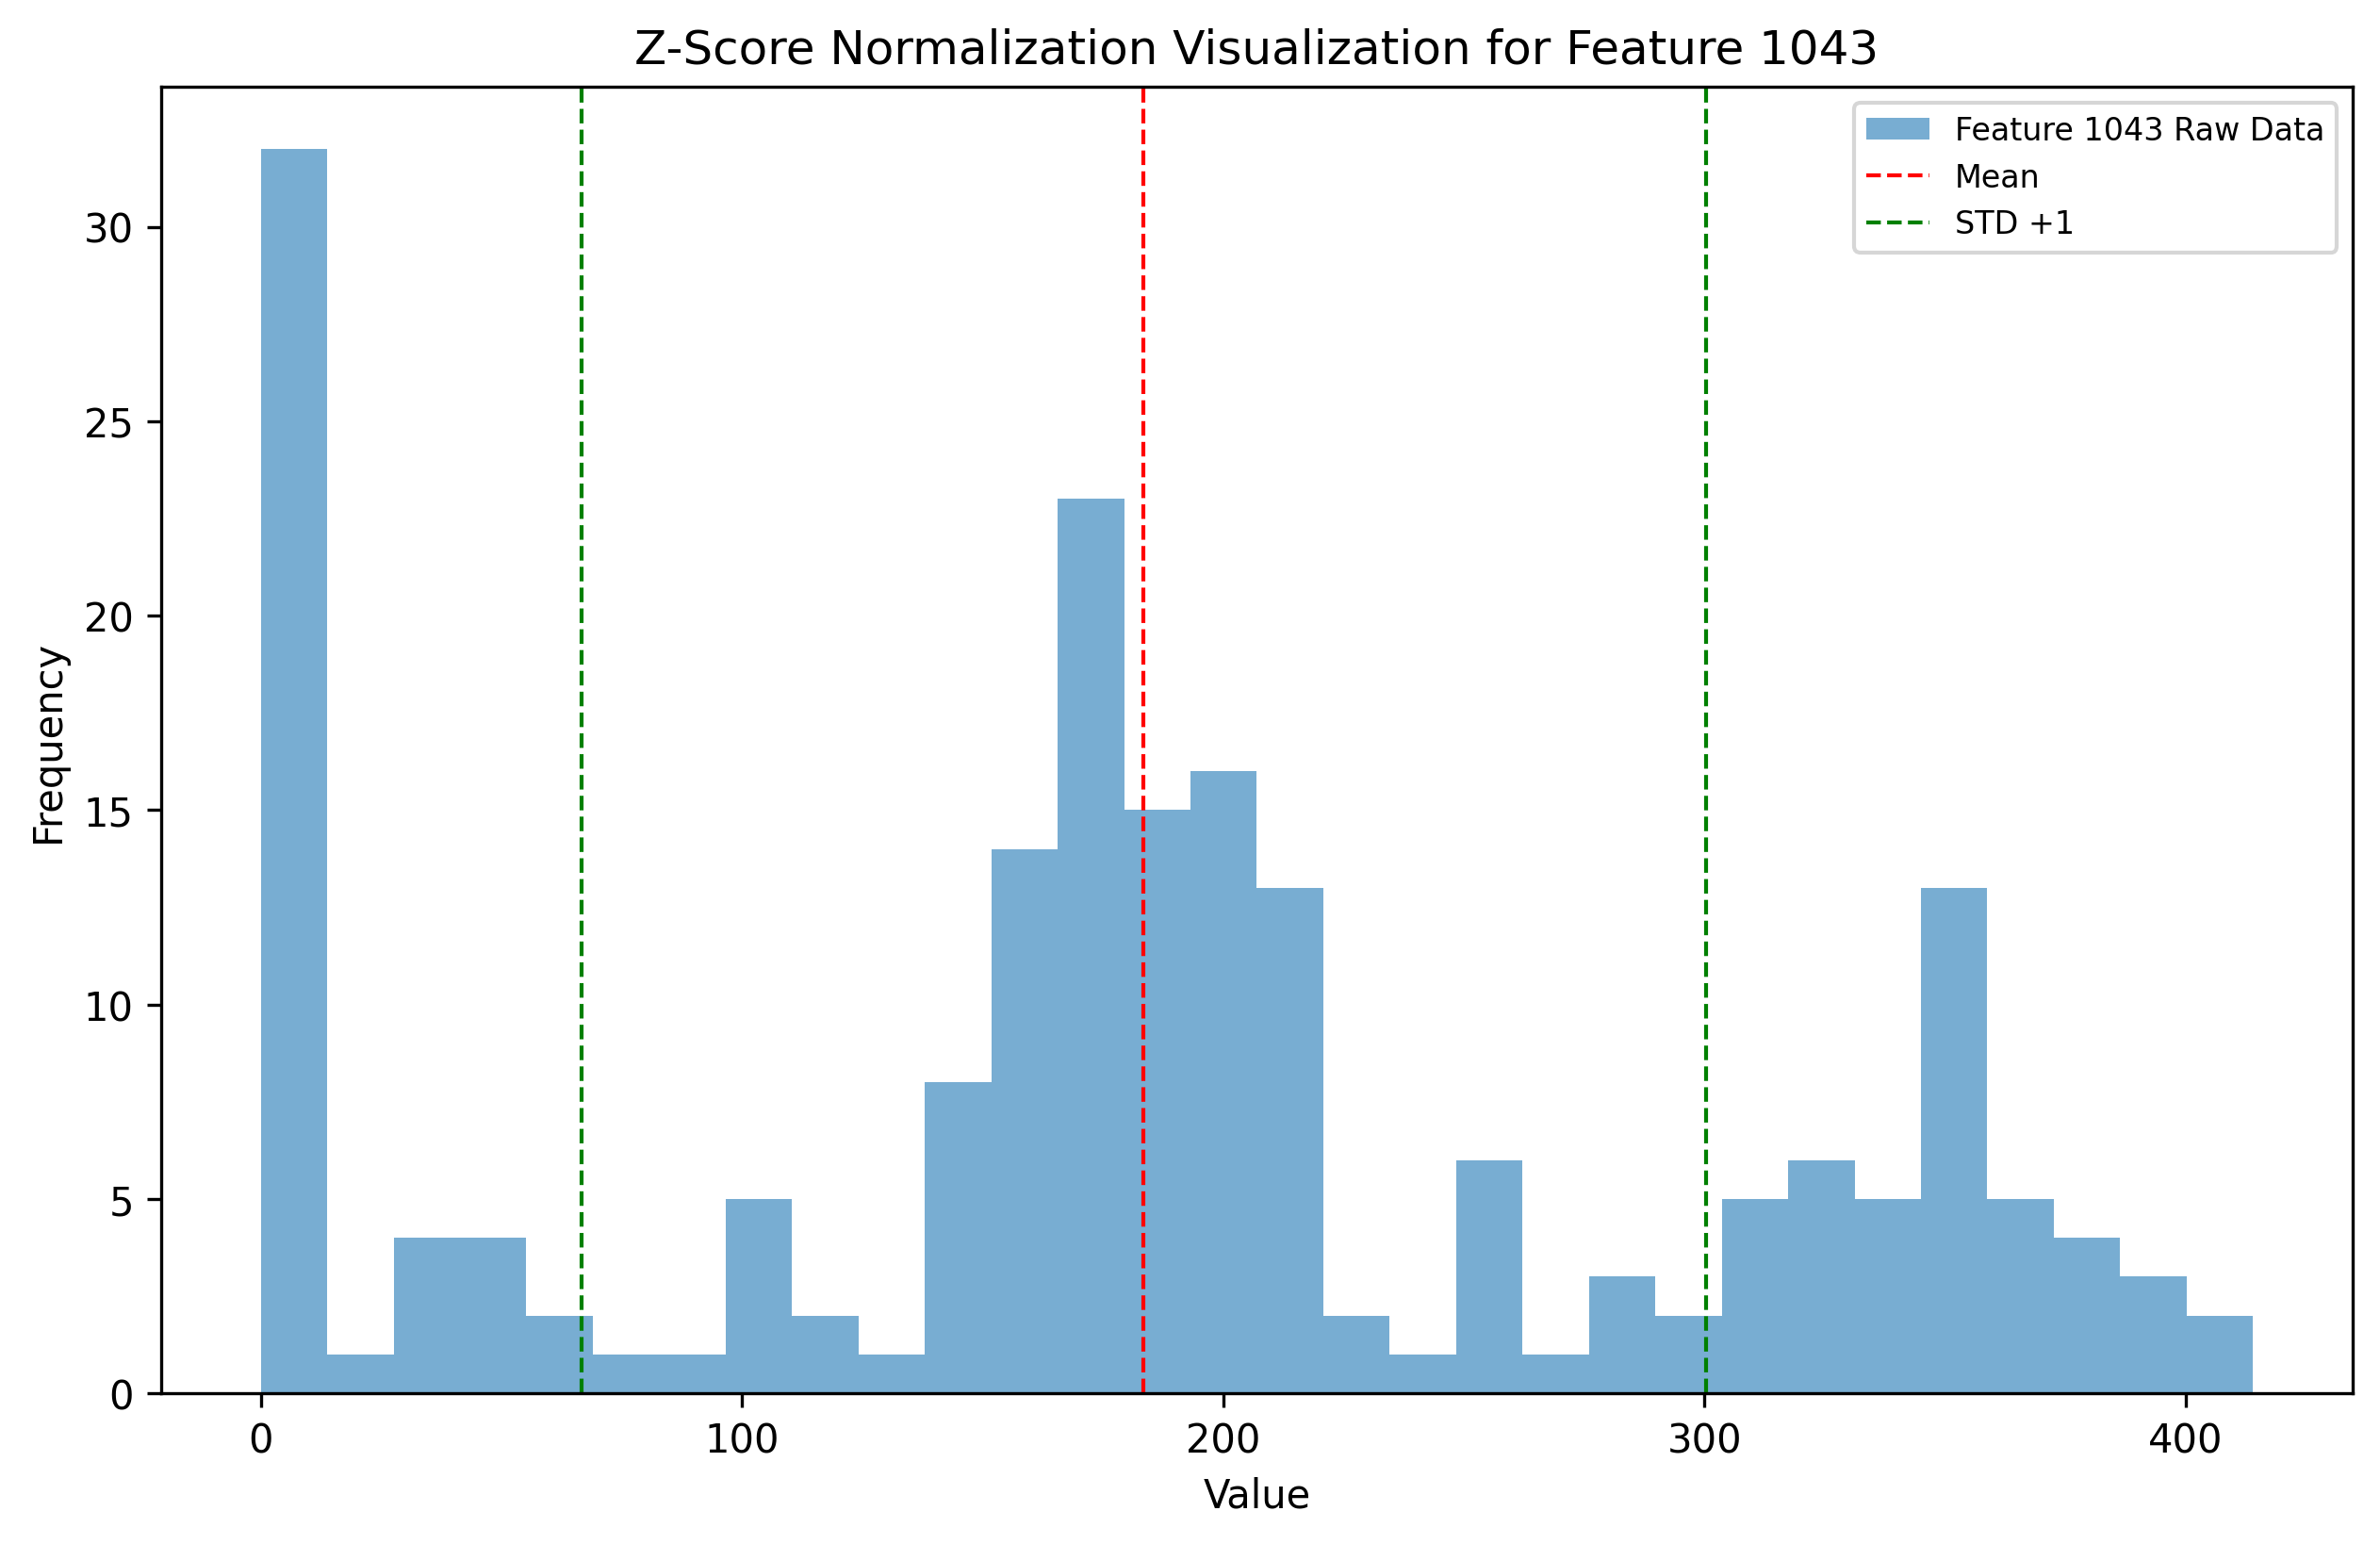 Z-Score Normalization Visualization for Feature 1043
Feature 1043 Raw Data
Mean
STD +1
30
25
20
15
10
5
0
Frequency
0 100 200 300 400
Value